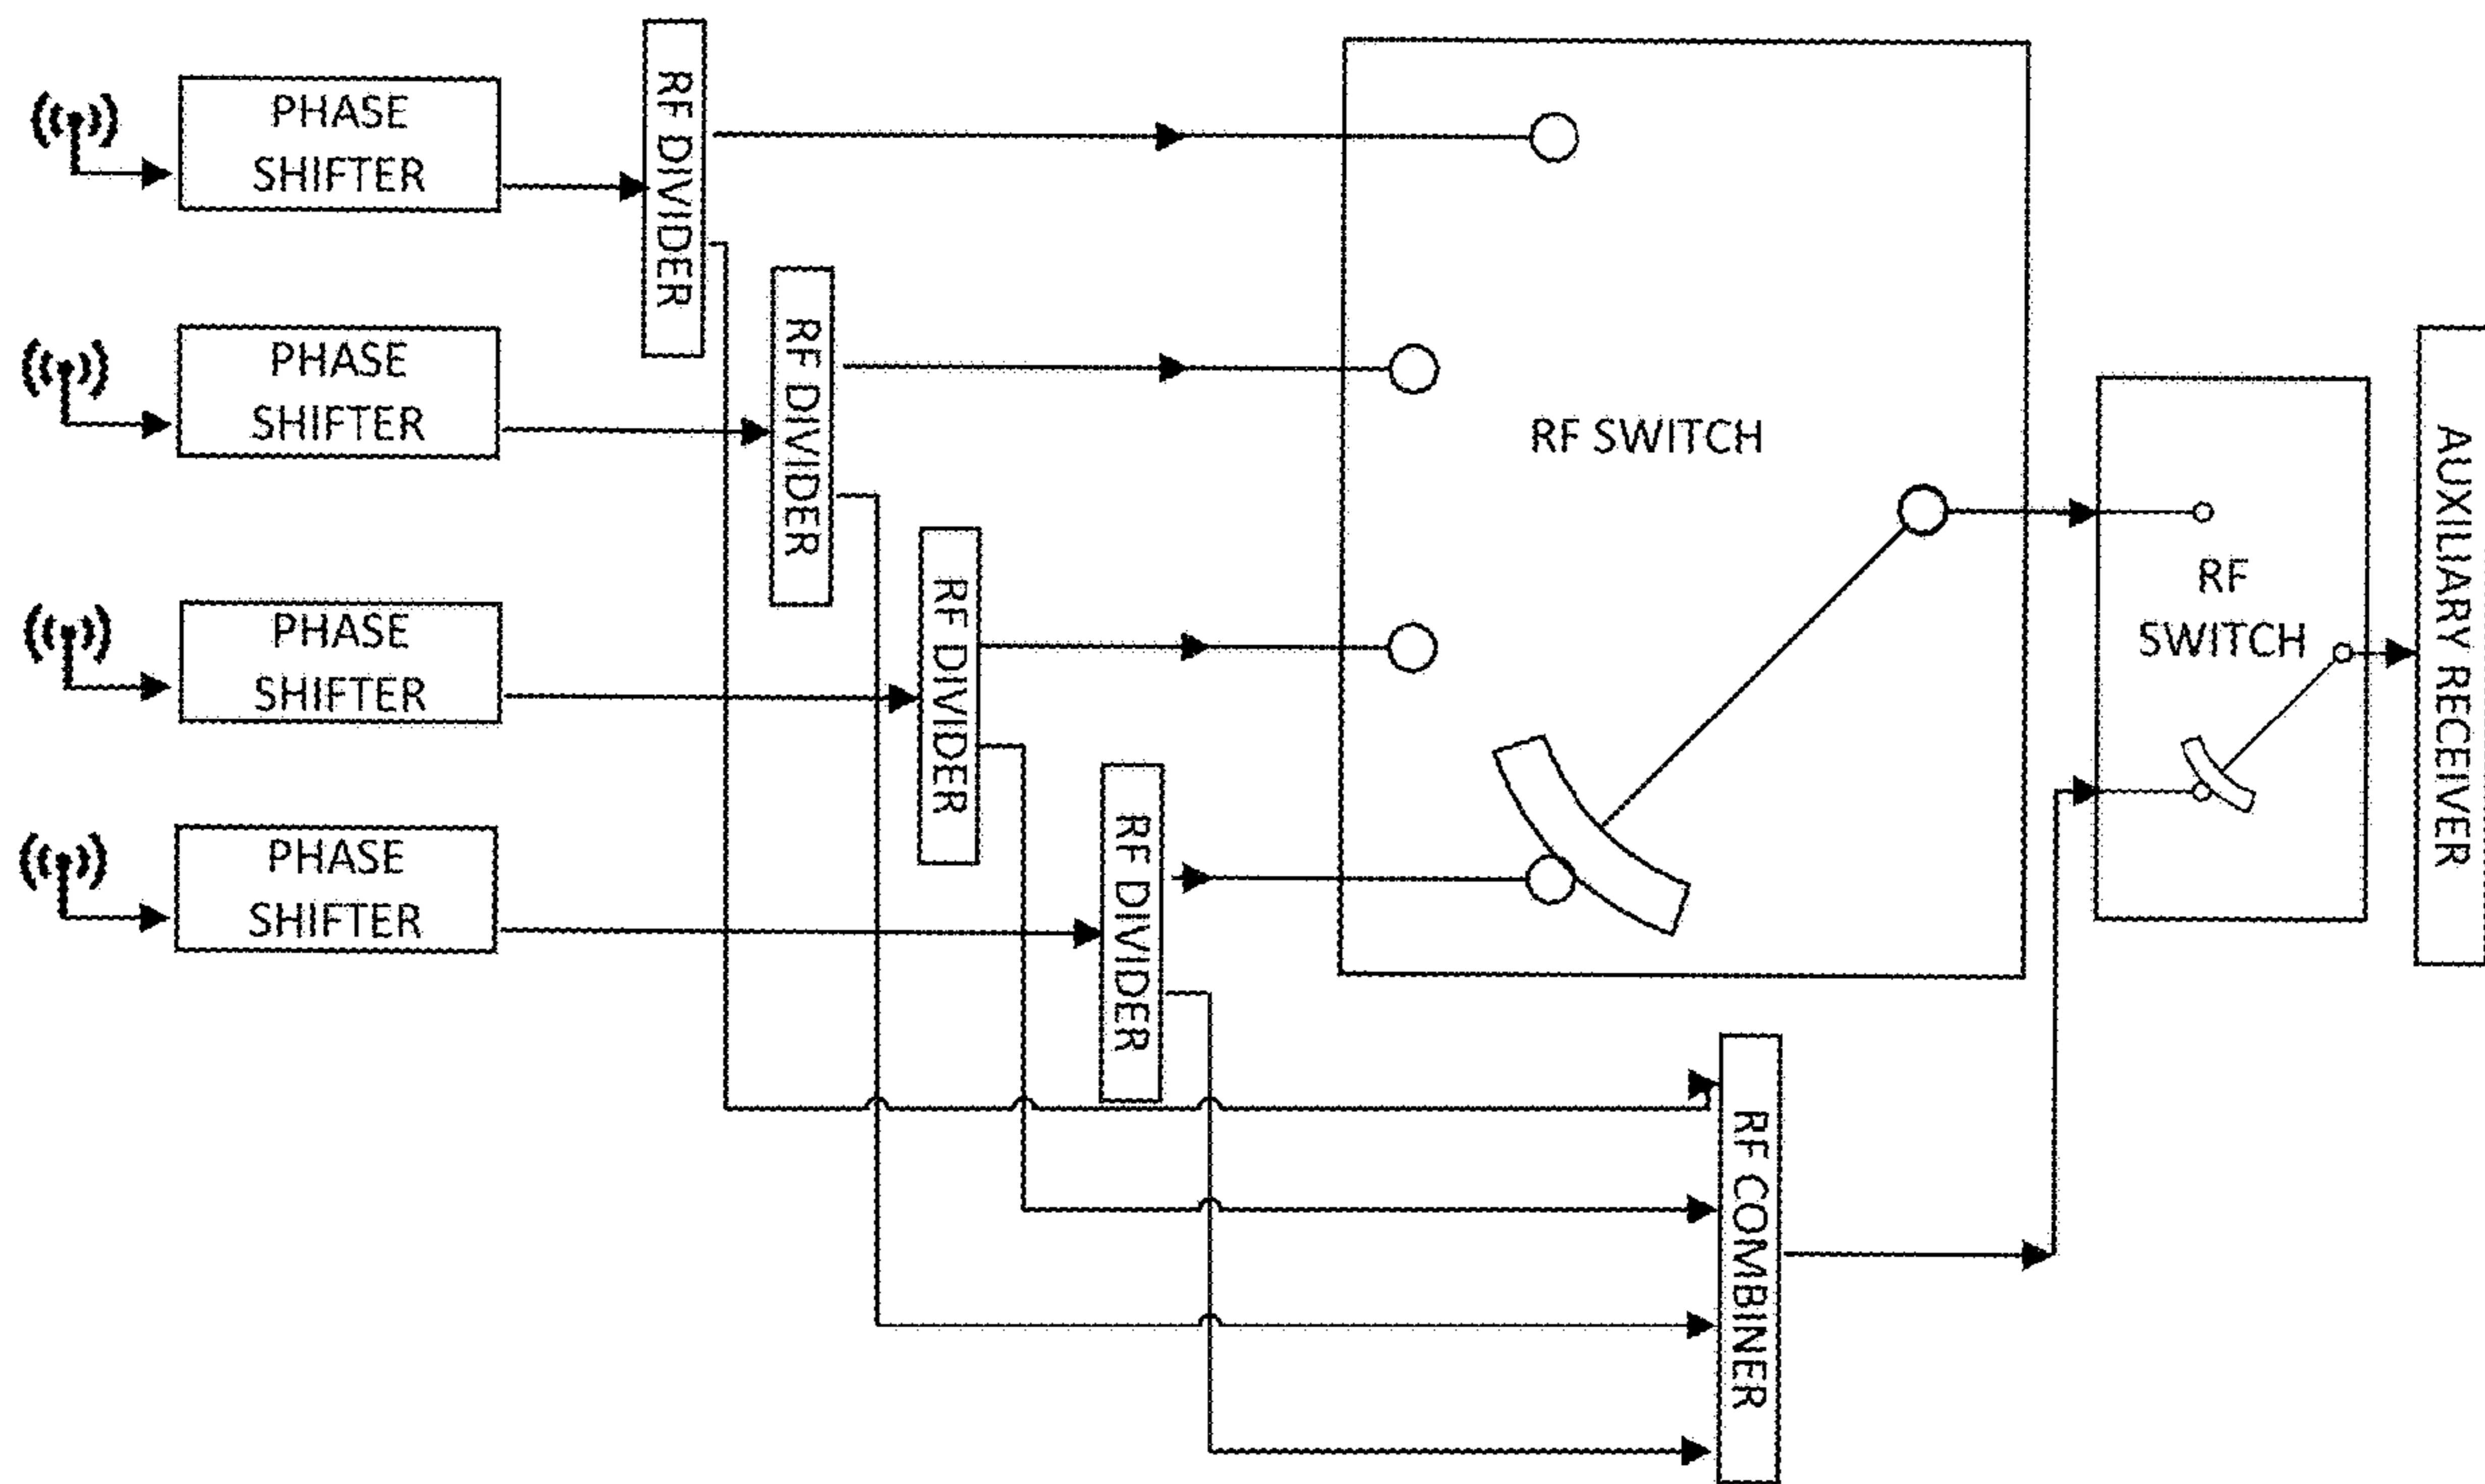 PHASE
SHIFTER
RF DIVIDER
PHASE
SHIFTER
RF DIVIDER
RF SWITCH
PHASE
SHIFTER
RF DIVIDER
RF
SWITCH
AUXILIARY RECEIVER
PHASE
SHIFTER
RF DIVIDER
RF COMBINER